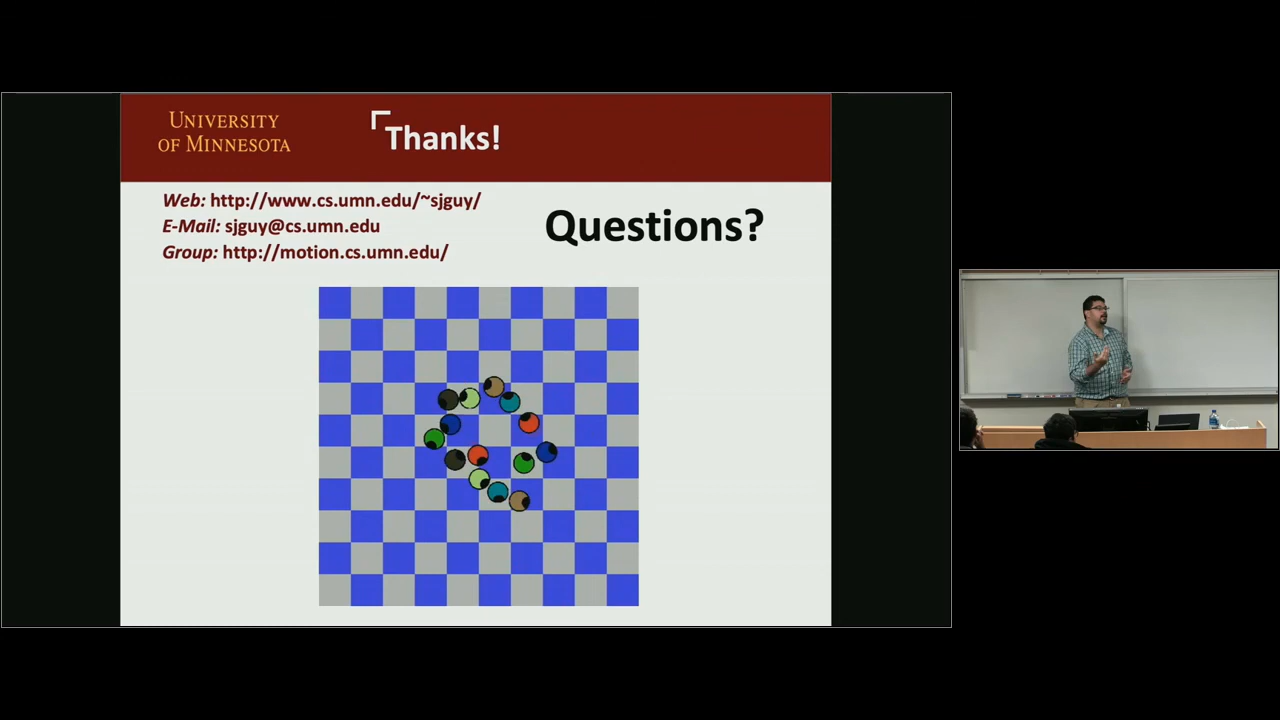 UNIVERSITY
OF MINNESOTA
Thanks!
Web: http://www.cs.umn.edu/~sjguy/
E-Mail: sjguy@cs.umn.edu
Group: http://motion.cs.umn.edu/
Questions?